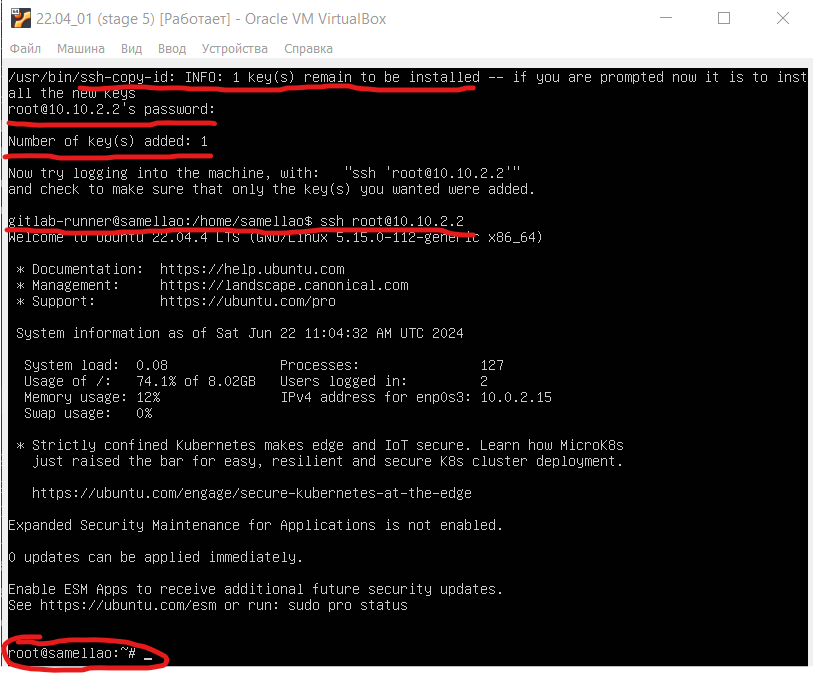 22.04_01 (stage 5) [Работает] - Oracle VM VirtualBox
Файл Машина Вид Ввод Устройства Справка
/usr/bin/ssh-copy-id: INFO: 1 key(s) remain to be installed -- if you are prompted now it is to inst
all the new keys
root@10.10.2.2's password:
Number of key(s) added: 1
Now try logging into the machine, with:   "ssh 'root@10.10.2.2'"
and check to make sure that only the key(s) you wanted were added.
gitlab-runner@samellao:/home/samellao$ ssh root@10.10.2.2
Welcome to Ubuntu 22.04.4 LTS (GNU/Linux 5.15.0-112-generic x86_64)
* Documentation:  https://help.ubuntu.com
* Management:     https://landscape.canonical.com
* Support:        https://ubuntu.com/pro
System information as of Sat Jun 22 11:04:32 AM UTC 2024
System load:  0.08              Processes:               127
Usage of /:   74.1% of 8.02GB   Users logged in:         2
Memory usage: 12%               IPv4 address for enp0s3: 10.0.2.15
Swap usage:   0%
* Strictly confined Kubernetes makes edge and IoT secure. Learn how MicroK8s
just raised the bar for easy, resilient and secure K8s cluster deployment.
https://ubuntu.com/engage/secure-kubernetes-at-the-edge
Expanded Security Maintenance for Applications is not enabled.
0 updates can be applied immediately.
Enable ESM Apps to receive additional future security updates.
See https://ubuntu.com/esm or run: sudo pro status
root@samellao:~# _